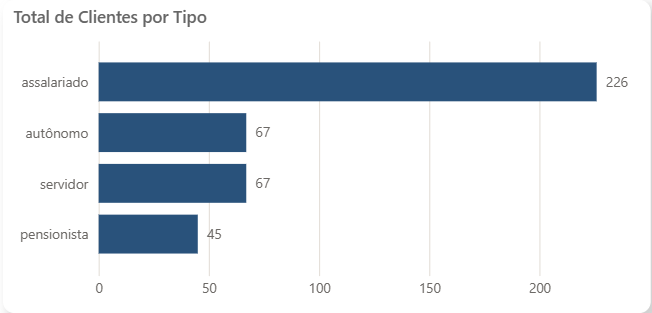 Total de Clientes por Tipo
assalariado 226
autônomo 67
servidor 67
pensionista 45
0 50 100 150 200